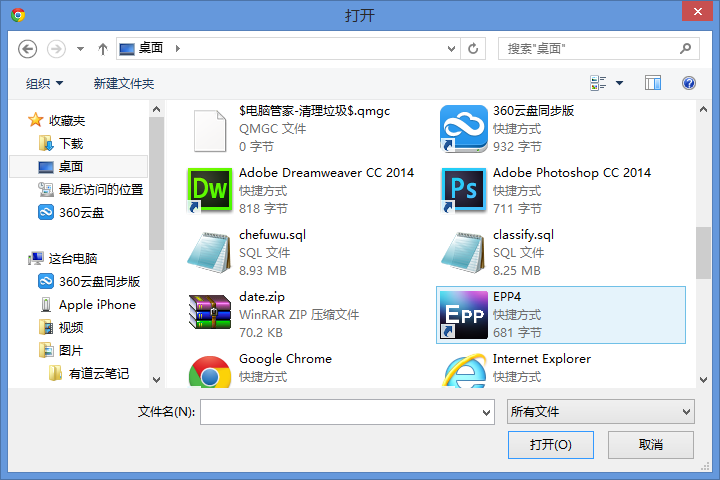 打开
桌面
搜索"桌面"
组织
新建文件夹
收藏夹
下载
桌面
最近访问的位置
360云盘
这台电脑
360云盘同步版
Apple iPhone
视频
图片
有道云笔记
$电脑管家-清理垃圾$.qmgc
QMGC 文件
0 字节
360云盘同步版
快捷方式
932 字节
Dw
Adobe Dreamweaver CC 2014
快捷方式
818 字节
Ps
Adobe Photoshop CC 2014
快捷方式
711 字节
chefuwu.sql
SQL 文件
8.93 MB
classify.sql
SQL 文件
8.25 MB
date.zip
WinRAR ZIP 压缩文件
70.2 KB
EPP
EPP4
快捷方式
681 字节
Google Chrome
快捷方式
Internet Explorer
快捷方式
文件名(N):
所有文件
打开(O)
取消